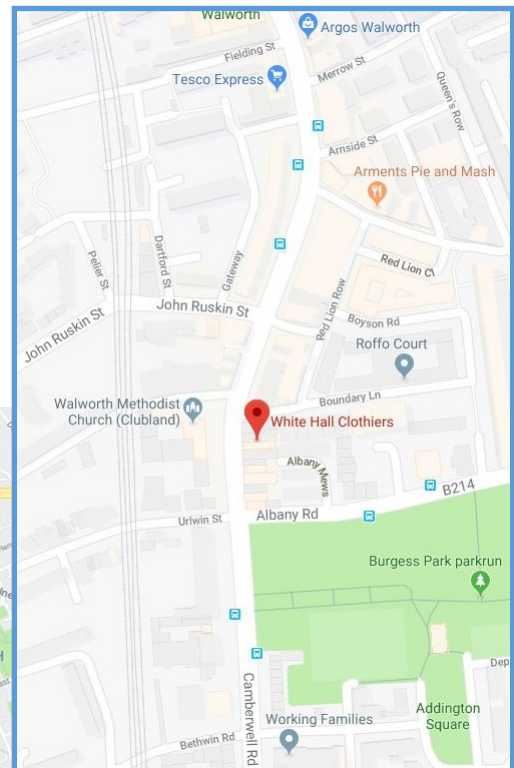 Walworth
Argos Walworth
Fielding St
Merrow St
Tesco Express
Queen's Row
Arnside St
Arments Pie and Mash
Dartford St
Gateway
Pelier St
Red Lion
John Ruskin St
Red Lion Row
Boyson Rd
John Ruskin St
Roffo Court
Boundary Ln
Walworth Methodist
Church (Clubland)
White Hall Clothiers
Albany Mews
B214
Urlwin St
Albany Rd
Burgess Park parkrun
Camberwell Rd
Dep
Addington
Square
Working Families
Bethwin Rd